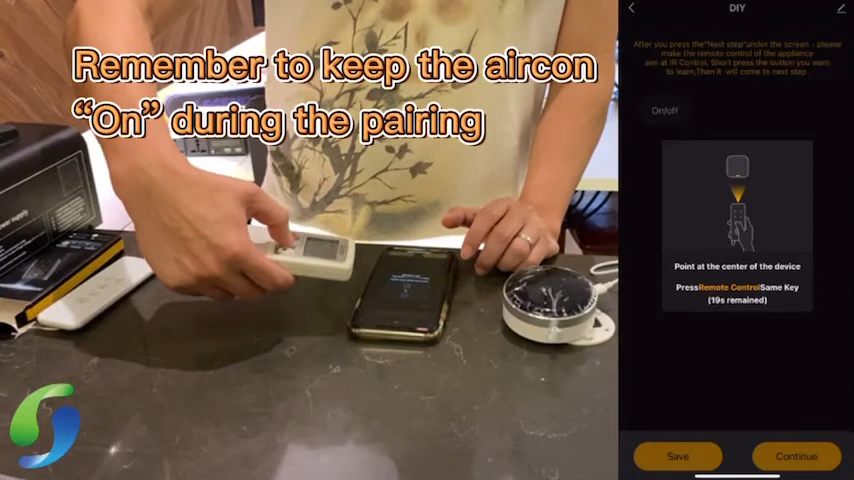 Remember to keep the aircon
“On” during the pairing
DIY
After you press the"Next step"under the screen , please
make the remote control of the appliance
aim at IR Control. Short press the button you want
to learn,Then it will come to next step .
On/off
Point at the center of the device
PressRemote ControlSame Key
(19s remained)
Save
Continue